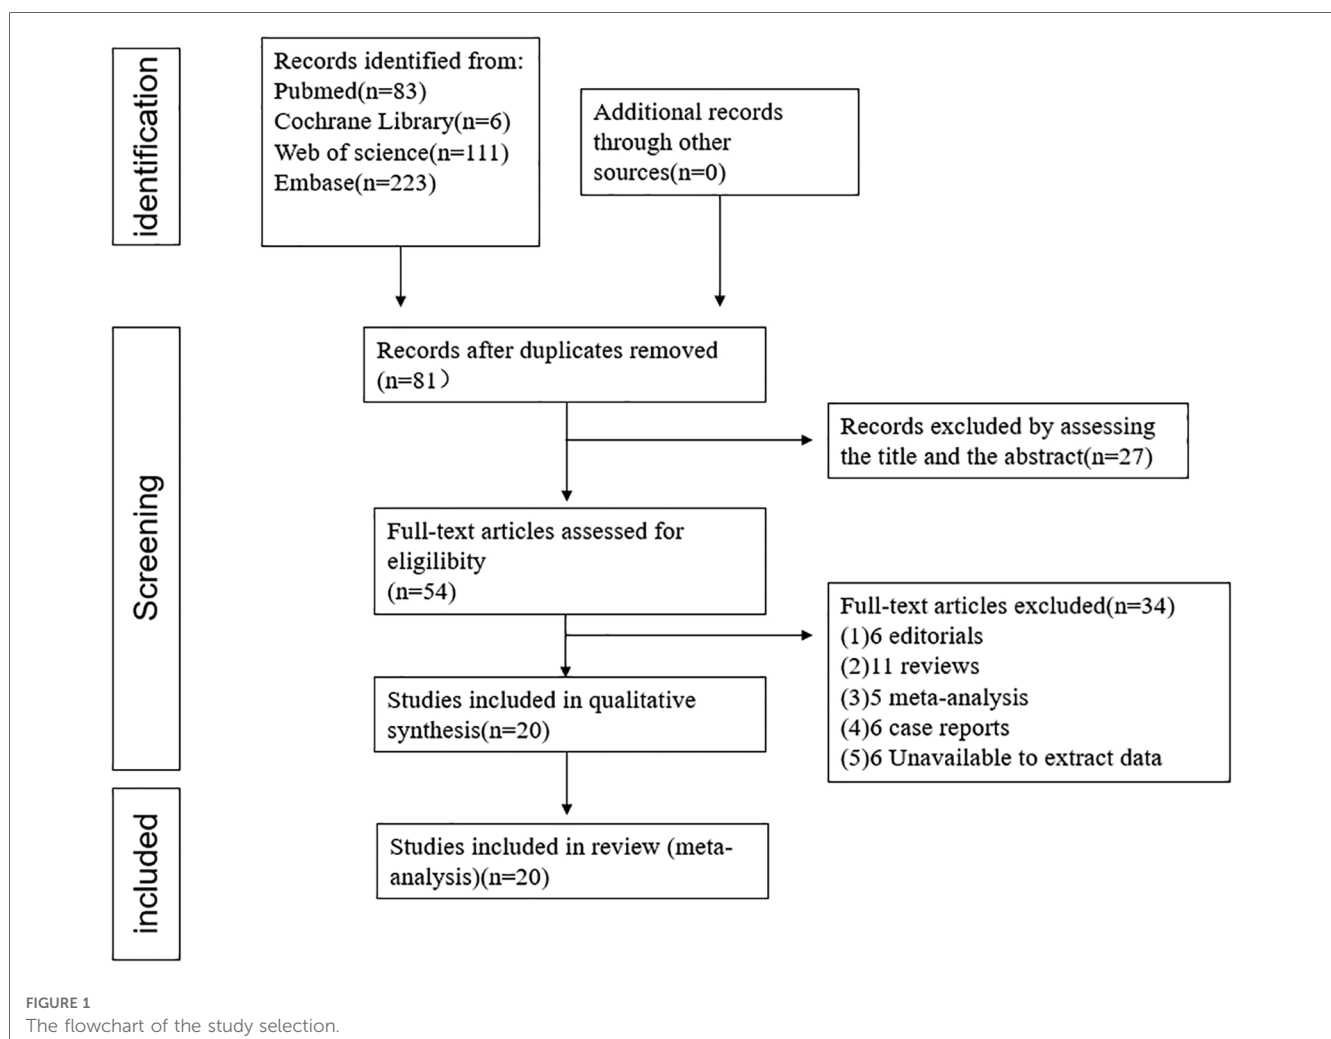 identification
Records identified from:
Pubmed(n=83)
Cochrane Library(n=6)
Web of science(n=111)
Embase(n=223)
Additional records
through other
sources(n=0)
Screening
Records after duplicates removed
(n=81）
Records excluded by assessing
the title and the abstract(n=27)
Full-text articles assessed for
eligilibity
(n=54)
Full-text articles excluded(n=34)
(1)6 editorials
(2)11 reviews
(3)5 meta-analysis
(4)6 case reports
(5)6 Unavailable to extract data
Studies included in qualitative
synthesis(n=20)
included
Studies included in review (meta-
analysis)(n=20)
FIGURE 1
The flowchart of the study selection.